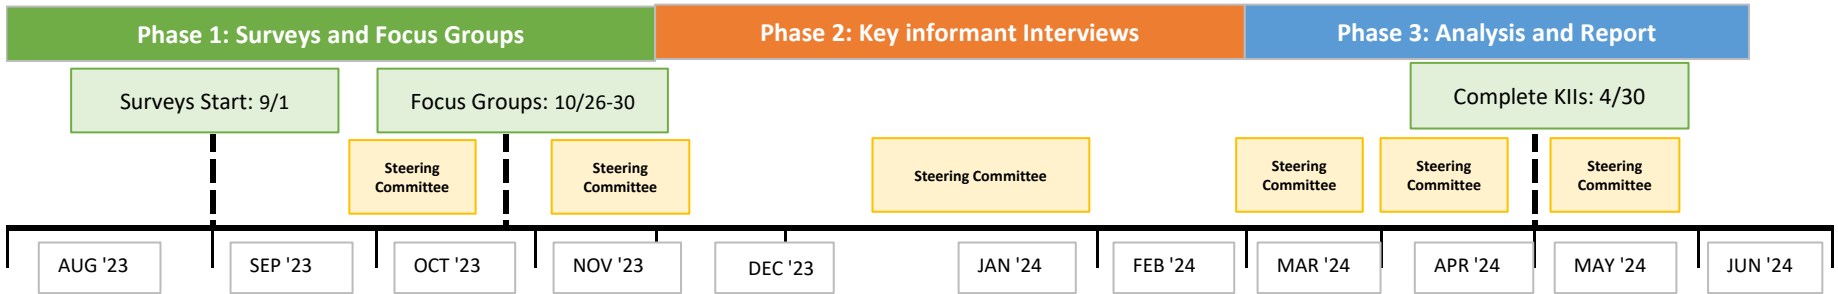 Phase 1: Surveys and Focus Groups
Phase 2: Key informant Interviews
Phase 3: Analysis and Report
Surveys Start: 9/1
Focus Groups: 10/26-30
Complete KIIs: 4/30
Steering
Committee
Steering
Committee
Steering Committee
Steering
Committee
Steering
Committee
Steering
Committee
AUG '23
SEP '23
OCT '23
NOV '23
DEC '23
JAN '24
FEB '24
MAR '24
APR '24
MAY '24
JUN '24